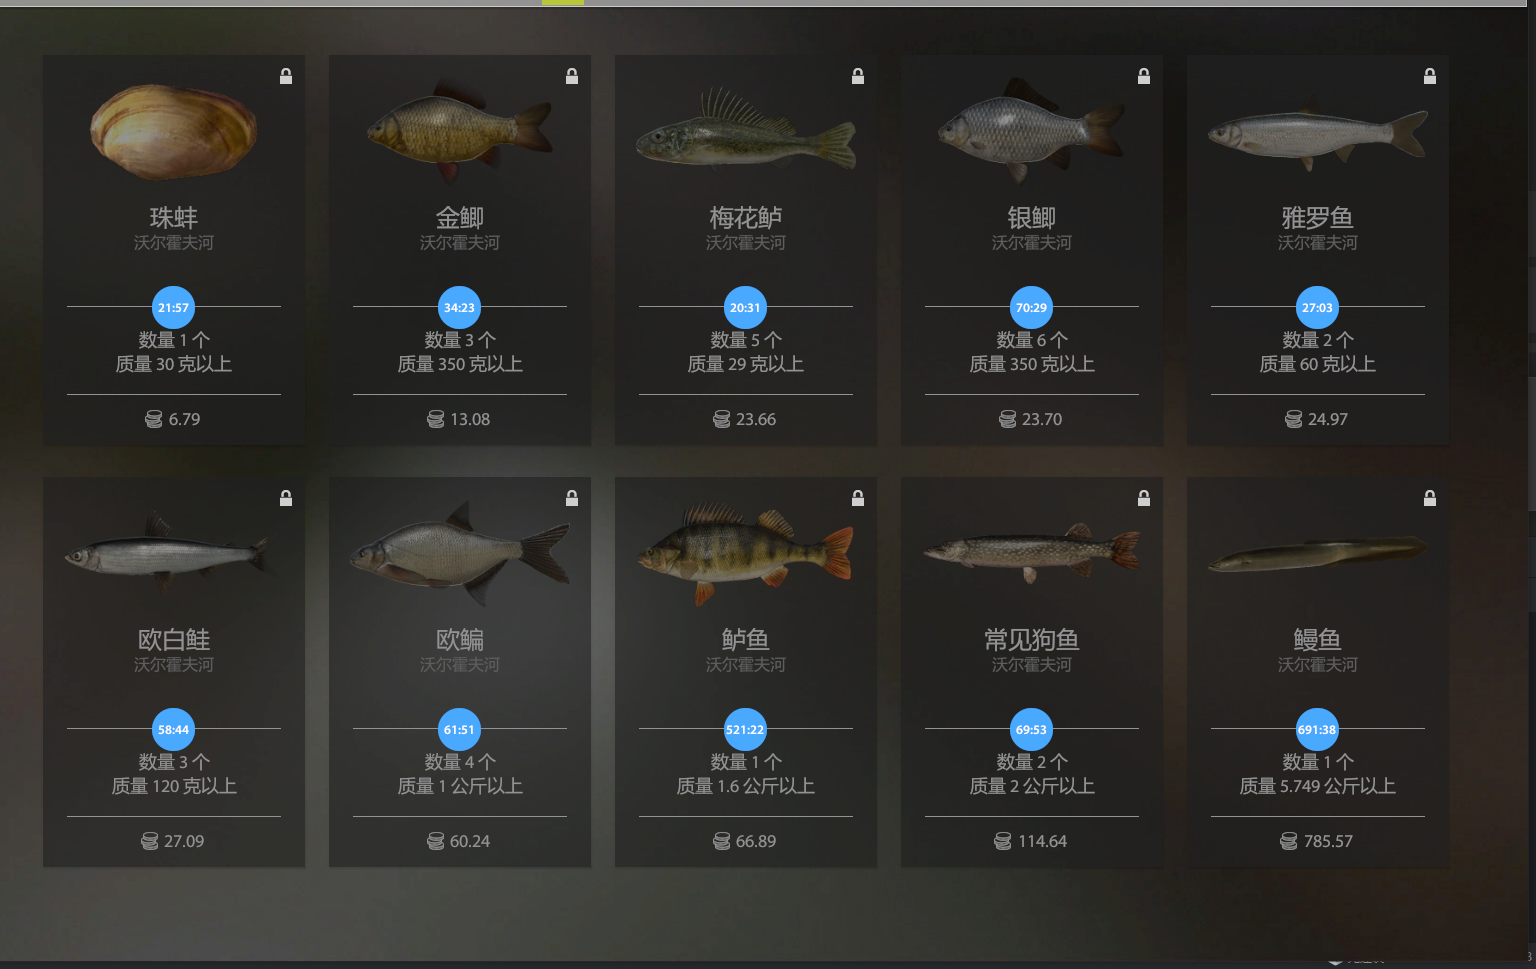 珠蚌
沃尔霍夫河
21:57
数量 1 个
质量 30 克以上
6.79
金鲫
沃尔霍夫河
34:23
数量 3 个
质量 350 克以上
13.08
梅花鲈
沃尔霍夫河
20:31
数量 5 个
质量 29 克以上
23.66
银鲫
沃尔霍夫河
70:29
数量 6 个
质量 350 克以上
23.70
雅罗鱼
沃尔霍夫河
27:03
数量 2 个
质量 60 克以上
24.97
欧白鲑
沃尔霍夫河
58:44
数量 3 个
质量 120 克以上
27.09
欧鳊
沃尔霍夫河
61:51
数量 4 个
质量 1 公斤以上
60.24
鲈鱼
沃尔霍夫河
521:22
数量 1 个
质量 1.6 公斤以上
66.89
常见狗鱼
沃尔霍夫河
69:53
数量 2 个
质量 2 公斤以上
114.64
鳗鱼
沃尔霍夫河
691:38
数量 1 个
质量 5.749 公斤以上
785.57